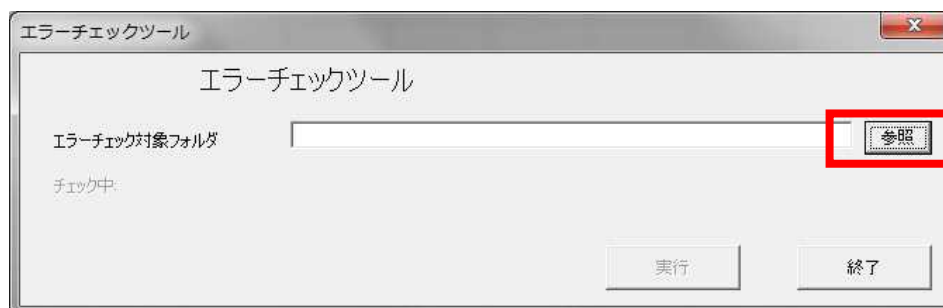 エラーチェックツール
エラーチェックツール
エラーチェック対象フォルダ
参照
チェック中:
実行
終了